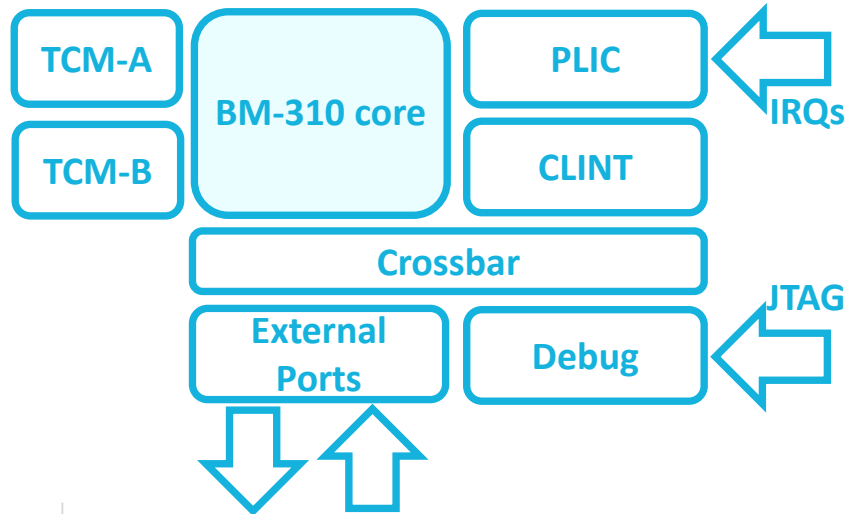 TCM-A
BM-310 core
PLIC
IRQs
TCM-B
CLINT
Crossbar
JTAG
External
Ports
Debug